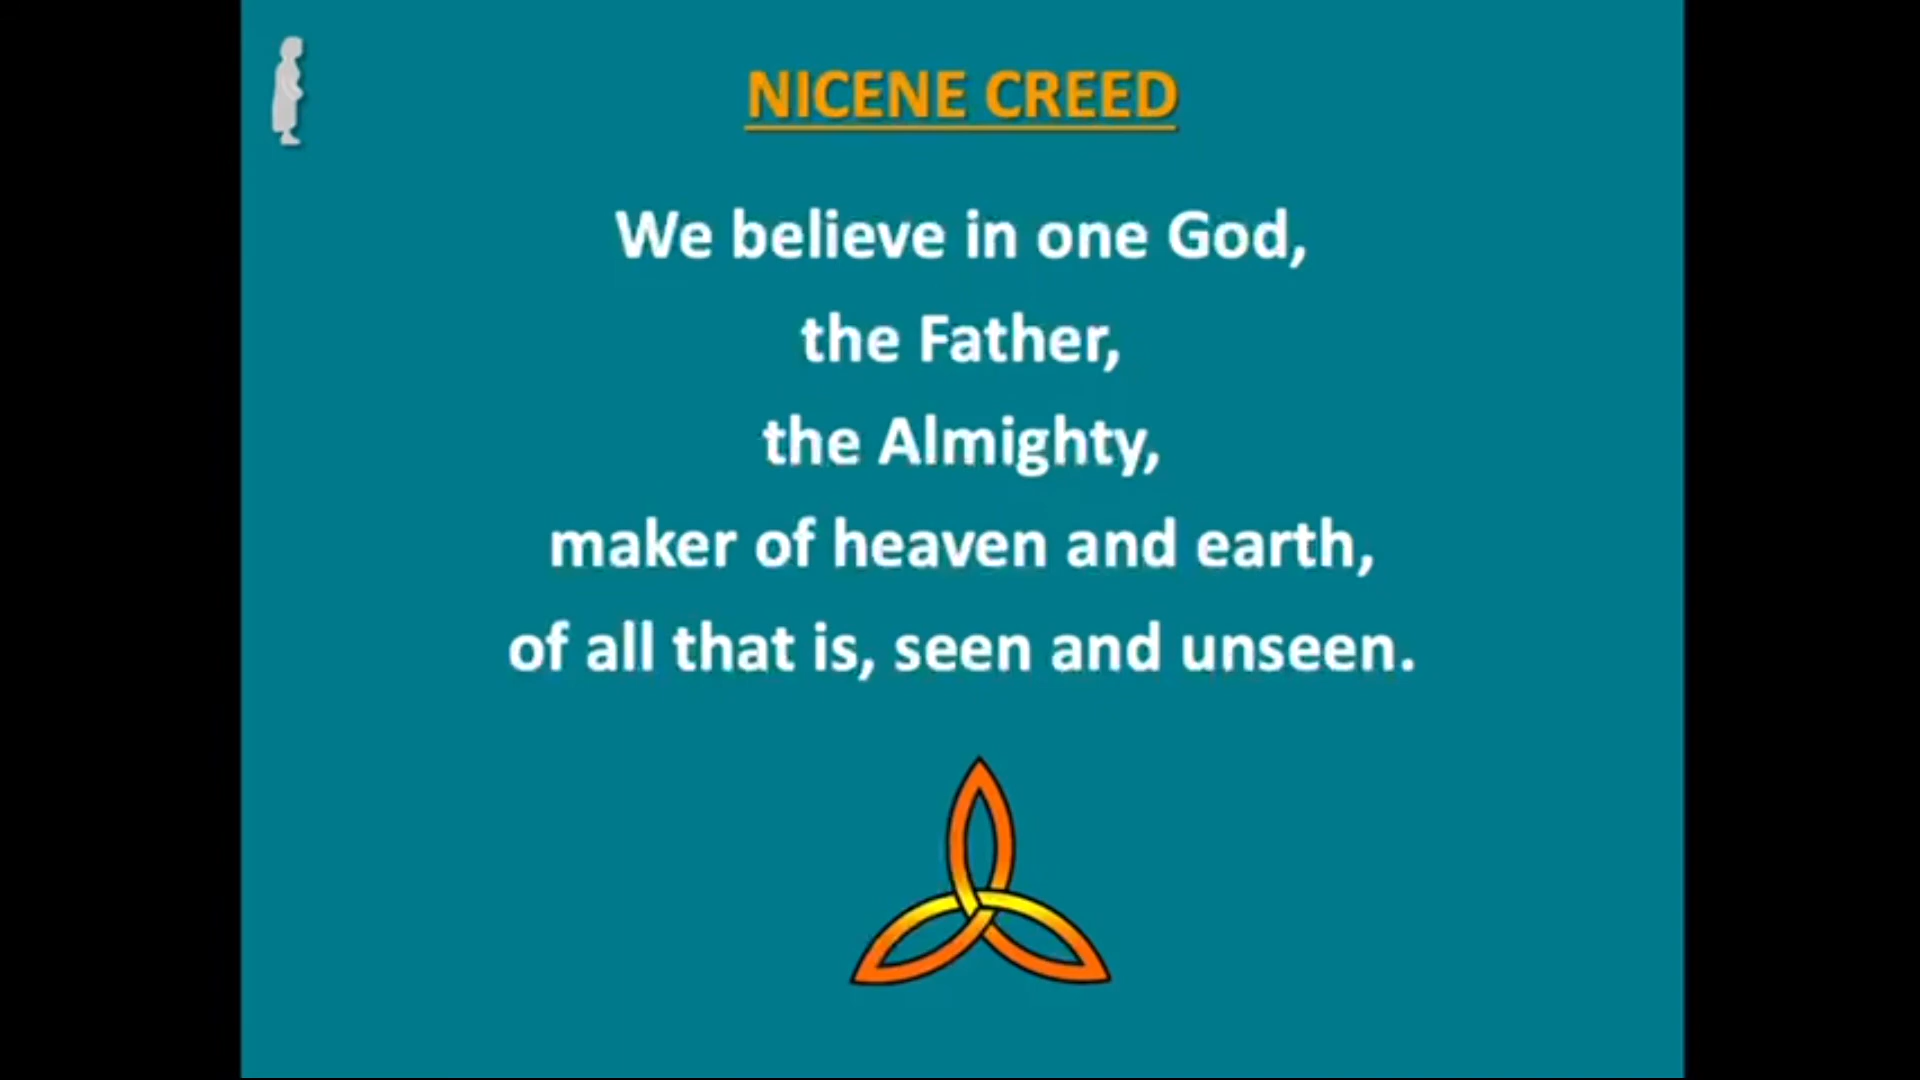 NICENE CREED
We believe in one God,
the Father,
the Almighty,
maker of heaven and earth,
of all that is, seen and unseen.